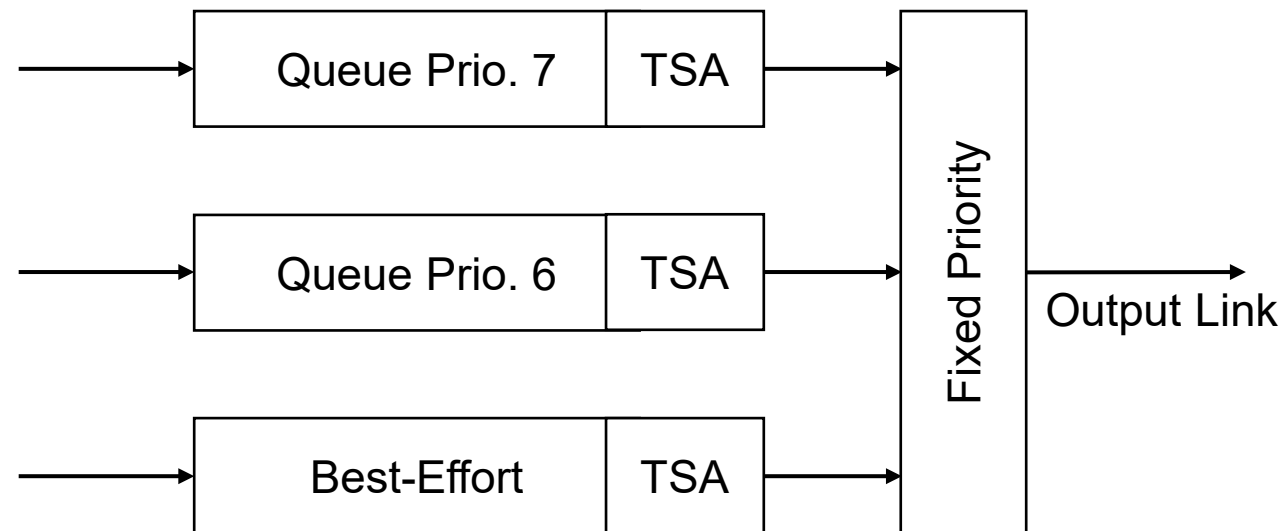 Queue Prio. 7
TSA
Queue Prio. 6
TSA
Best-Effort
TSA
Fixed Priority
Output Link